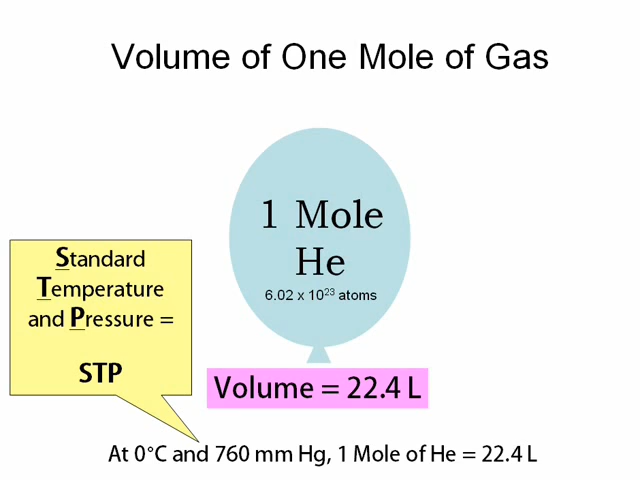 Volume of One Mole of Gas
1 Mole
He
6.02 x 10²³ atoms
Standard
Temperature
and Pressure =
STP
Volume = 22.4 L
At 0°C and 760 mm Hg, 1 Mole of He = 22.4 L